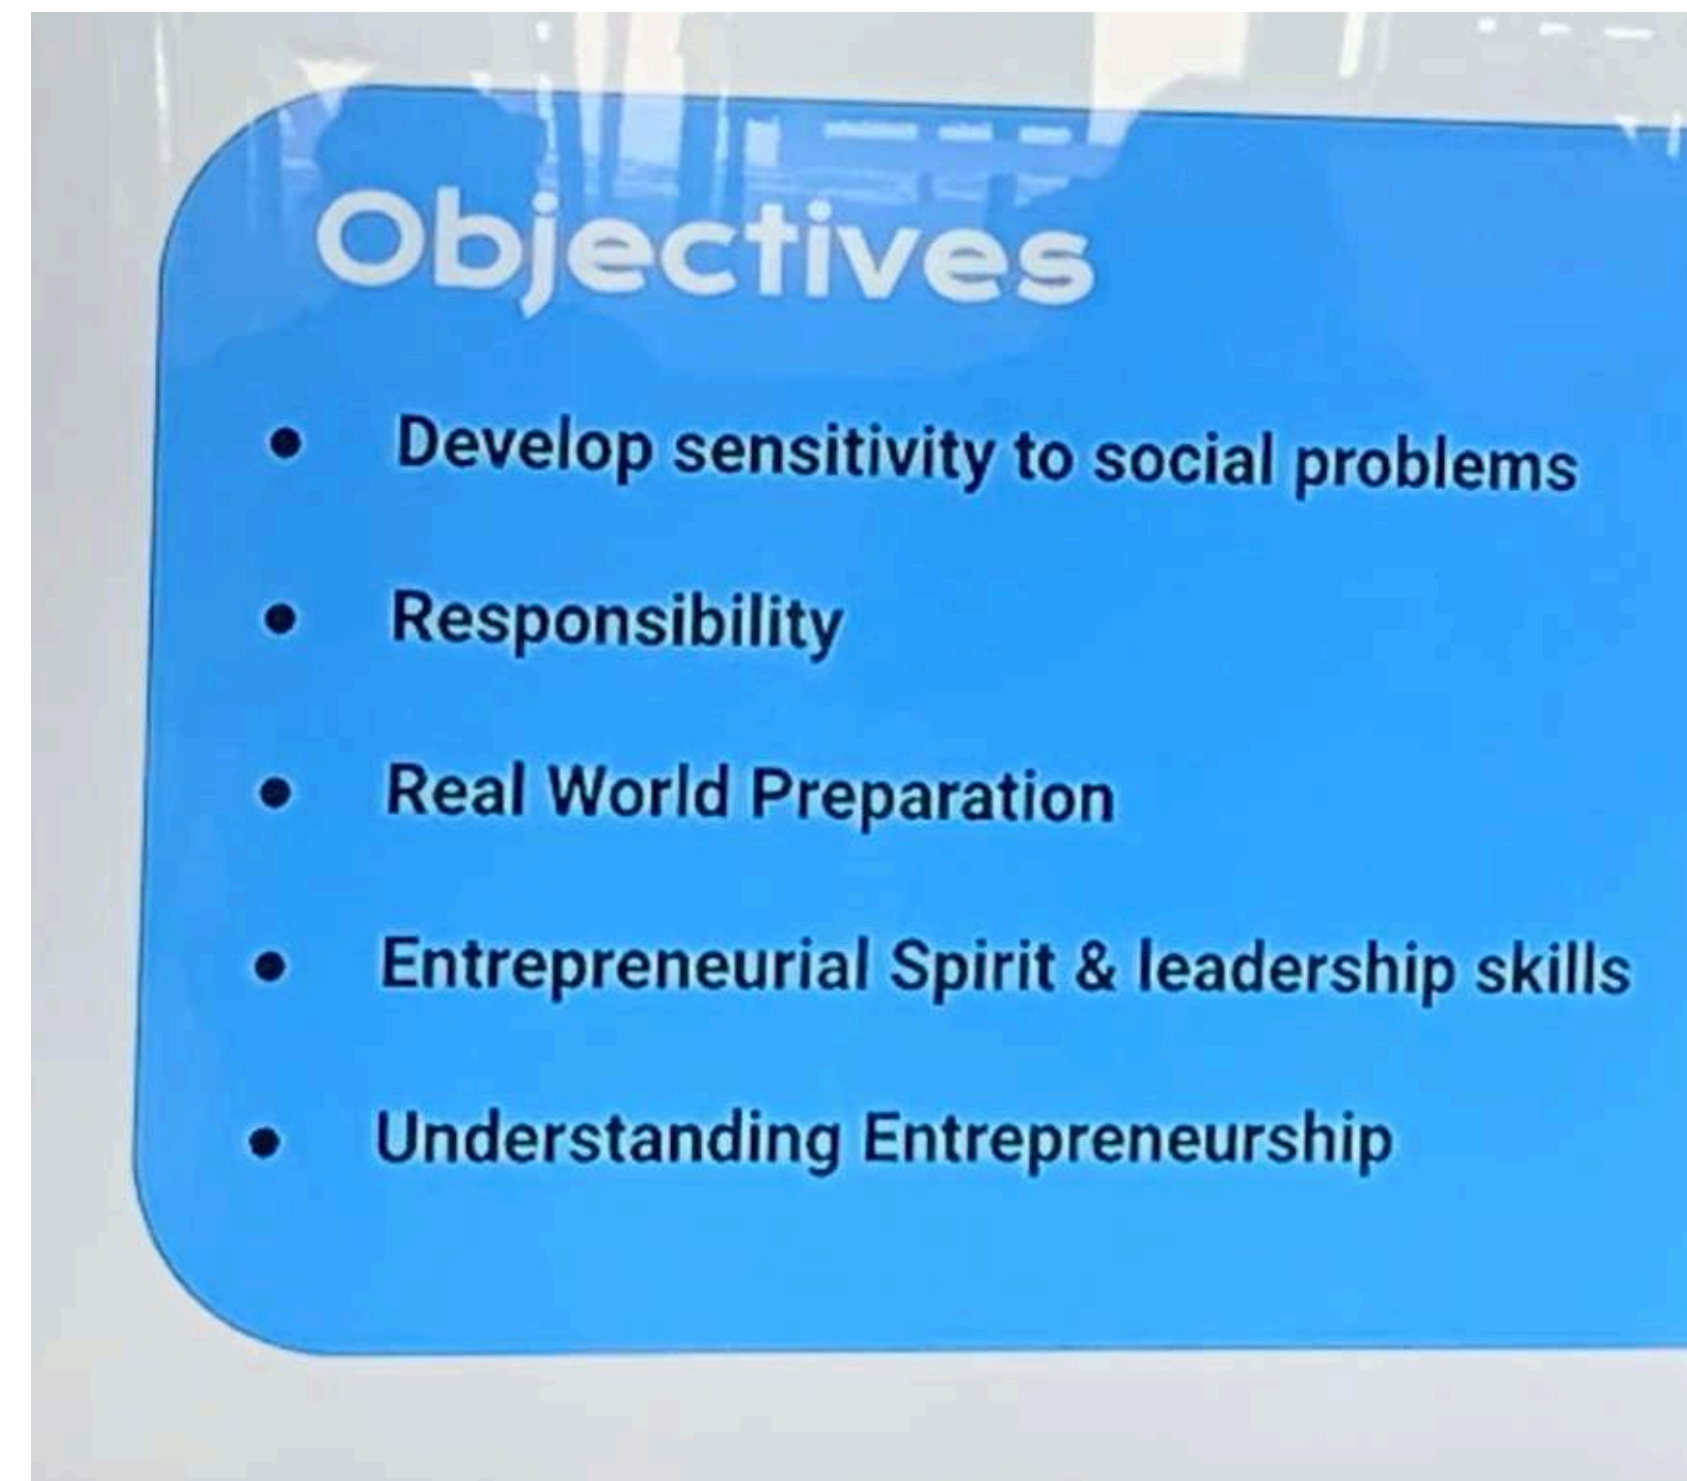 Objectives
• Develop sensitivity to social problems
• Responsibility
• Real World Preparation
• Entrepreneurial Spirit & leadership skills
• Understanding Entrepreneurship